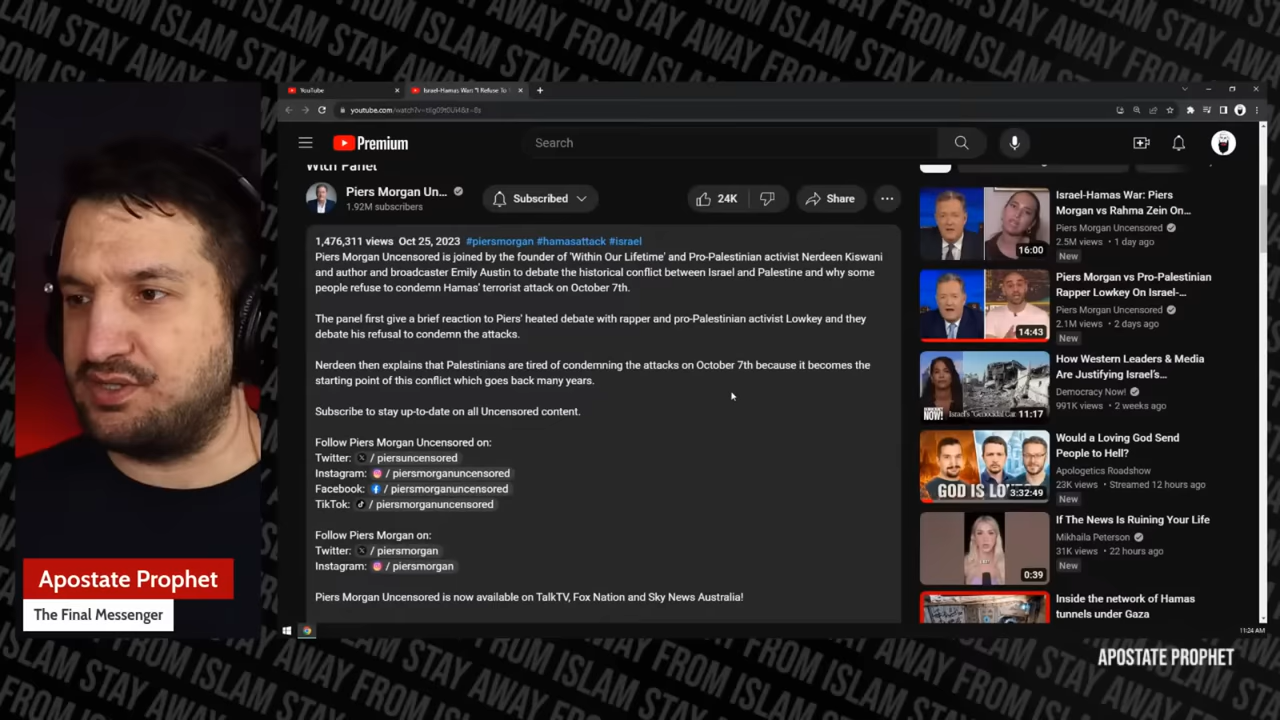 STAY AWAY FROM ISLAM
YouTube
Israel-Hamas War: "I Refuse To
Premium
Search
With Panel
Piers Morgan Un...
1.92M subscribers
Subscribed
24K
Share
1,476,311 views Oct 25, 2023 #piersmorgan #hamasattack #israel
Piers Morgan Uncensored is joined by the founder of 'Within Our Lifetime' and Pro-Palestinian activist Nerdeen Kiswani
and author and broadcaster Emily Austin to debate the historical conflict between Israel and Palestine and why some
people refuse to condemn Hamas' terrorist attack on October 7th.
The panel first give a brief reaction to Piers' heated debate with rapper and pro-Palestinian activist Lowkey and they
debate his refusal to condemn the attacks.
Nerdeen then explains that Palestinians are tired of condemning the attacks on October 7th because it becomes the
starting point of this conflict which goes back many years.
Subscribe to stay up-to-date on all Uncensored content.
Follow Piers Morgan Uncensored on:
Twitter: / piersuncensored
Instagram: / piersmorganuncensored
Facebook: / piersmorganuncensored
TikTok: / piersmorganuncensored
Follow Piers Morgan on:
Twitter: / piersmorgan
Instagram: / piersmorgan
Piers Morgan Uncensored is now available on TalkTV, Fox Nation and Sky News Australia!
Israel-Hamas War: Piers
Morgan vs Rahma Zein On...
Piers Morgan Uncensored
2.5M views • 1 day ago
New
16:00
Piers Morgan vs Pro-Palestinian
Rapper Lowkey On Israel-...
Piers Morgan Uncensored
2.1M views • 2 days ago
New
14:43
How Western Leaders & Media
Are Justifying Israel's...
Democracy Now!
991K views • 2 weeks ago
11:17
Would a Loving God Send
People to Hell?
Apologetics Roadshow
23K views • Streamed 12 hours ago
New
3:32:49
If The News Is Ruining Your Life
Mikhaila Peterson
31K views • 22 hours ago
New
0:39
Inside the network of Hamas
tunnels under Gaza
11:24 AM
Apostate Prophet
The Final Messenger
APOSTATE PROPHET